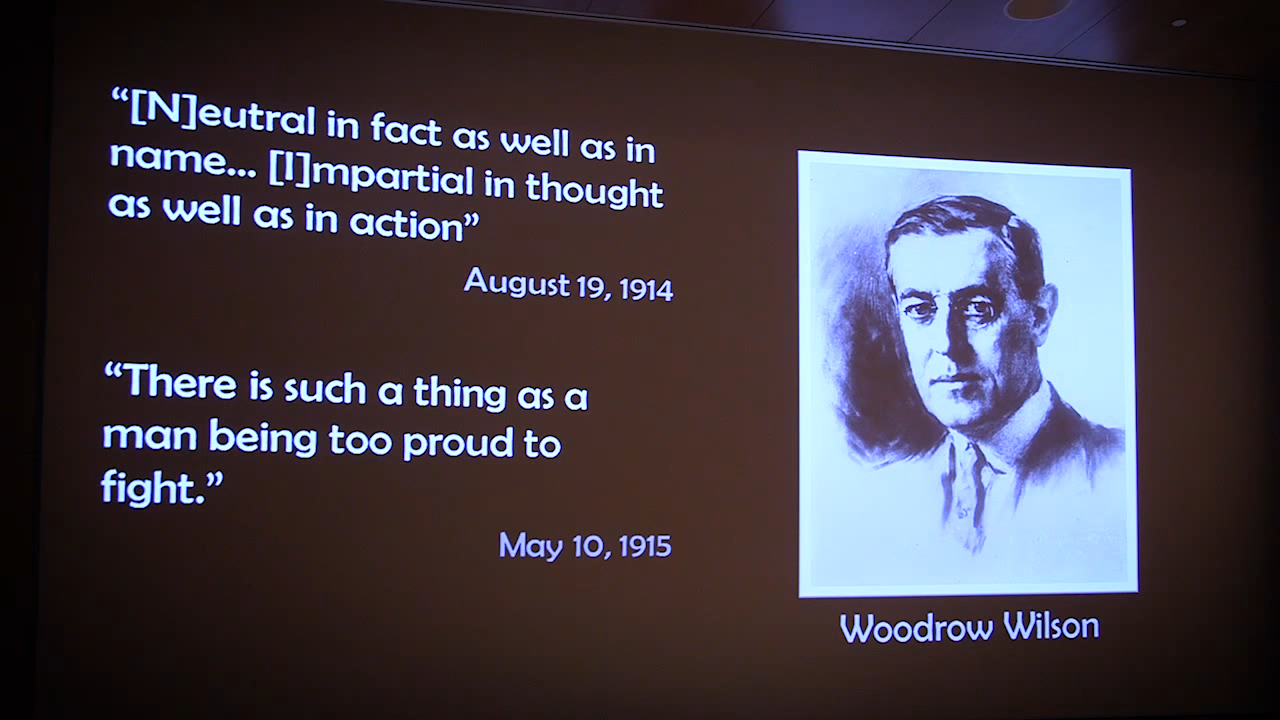 “[N]eutral in fact as well as in
name... [I]mpartial in thought
as well as in action”
August 19, 1914
“There is such a thing as a
man being too proud to
fight.”
May 10, 1915
Woodrow Wilson